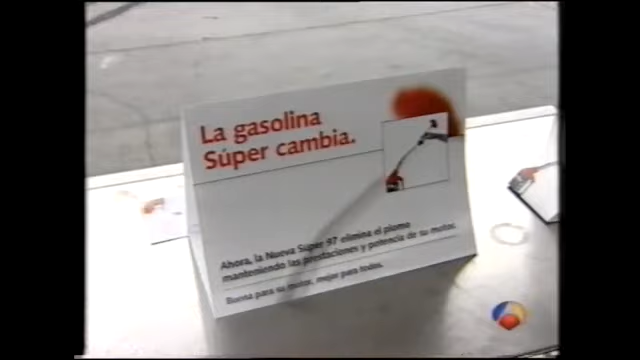 La gasolina
Súper cambia.
Ahora, la Nueva Súper 97 elimina el plomo
manteniendo las prestaciones y potencia de su motor.
Buena para su motor, mejor para todos.